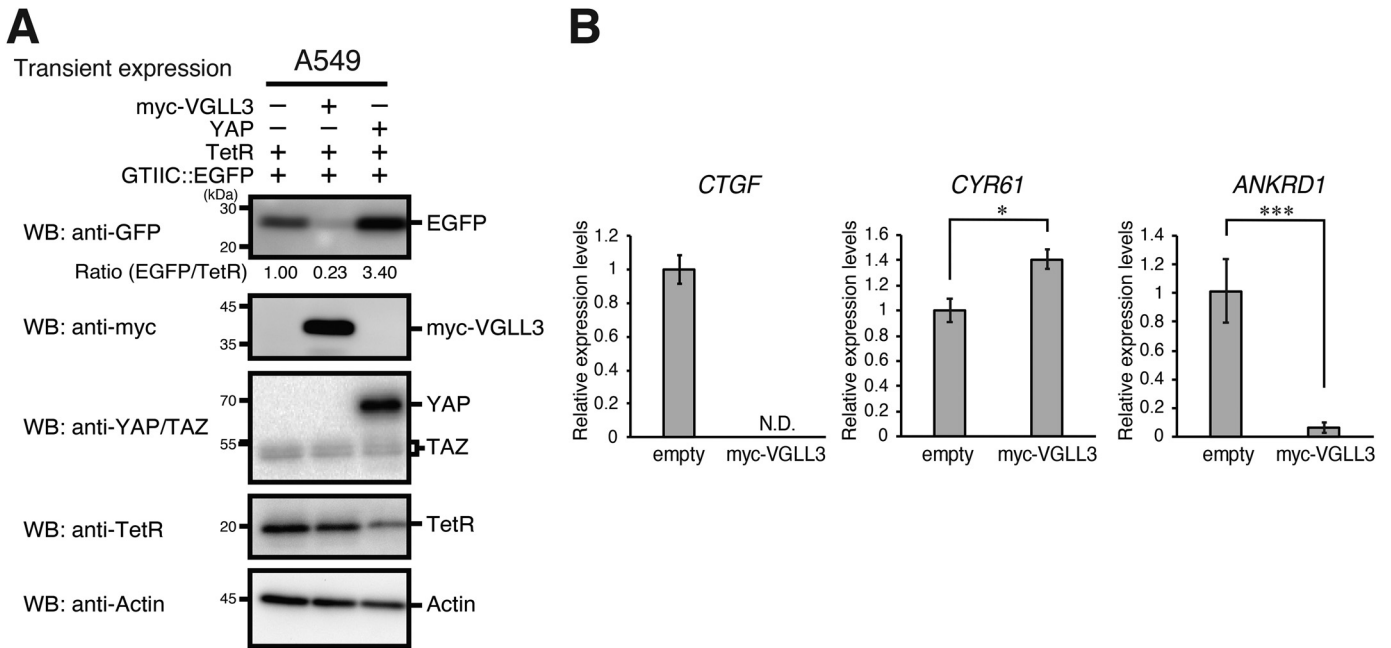 A
Transient expression
A549
myc-VGLL3 − + −
YAP − − +
TetR + + +
GTIIC::EGFP + + +
(kDa)
30
20
WB: anti-GFP
EGFP
Ratio (EGFP/TetR) 1.00 0.23 3.40
45
35
WB: anti-myc
myc-VGLL3
70
55
WB: anti-YAP/TAZ
YAP
TAZ
WB: anti-TetR
20
TetR
WB: anti-Actin
45
Actin
B
CTGF
Relative expression levels
1.2
1
0.8
0.6
0.4
0.2
0
N.D.
empty myc-VGLL3
CYR61
*
Relative expression levels
1.6
1.4
1.2
1
0.8
0.6
0.4
0.2
0
empty myc-VGLL3
ANKRD1
***
Relative expression levels
1.4
1.2
1
0.8
0.6
0.4
0.2
0
empty myc-VGLL3